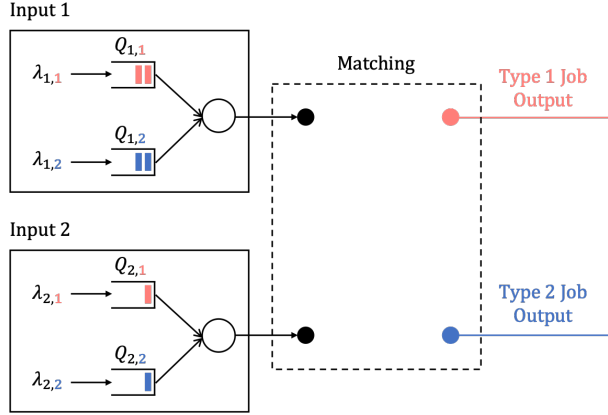 Input 1
Q1,1
λ1,1
Q1,2
λ1,2
Matching
Type 1 Job
Output
Input 2
Q2,1
λ2,1
Q2,2
λ2,2
Type 2 Job
Output